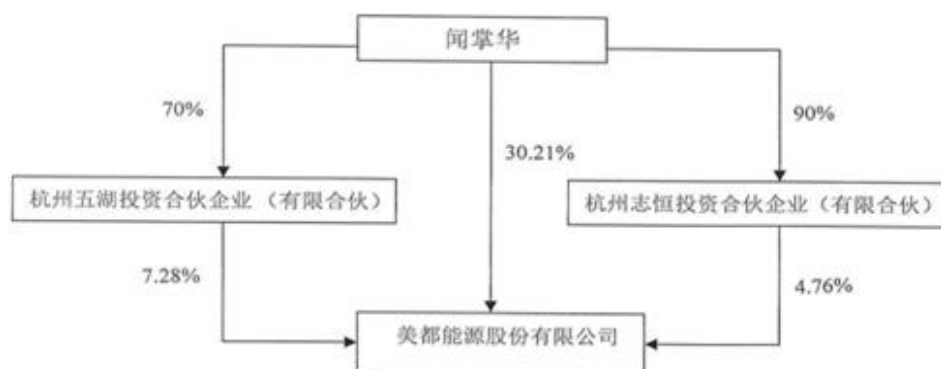 闻掌华
70%
90%
30.21%
杭州五湖投资合伙企业（有限合伙）
杭州志恒投资合伙企业（有限合伙）
7.28%
4.76%
美都能源股份有限公司